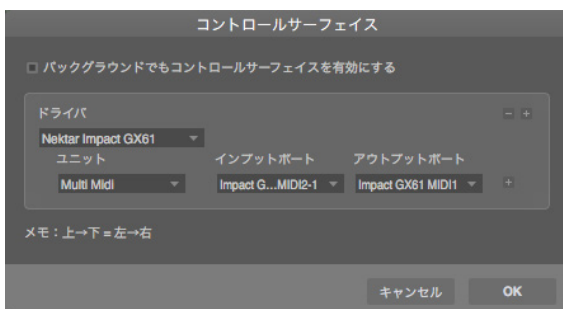 コントロールサーフェイス
バックグラウンドでもコントロールサーフェイスを有効にする
ドライバ
− +
Nektar Impact GX61
ユニット インプットポート アウトプットポート
Multi Midi Impact G...MIDI2-1 Impact GX61 MIDI1 +
メモ：上→下 = 左→右
キャンセル OK